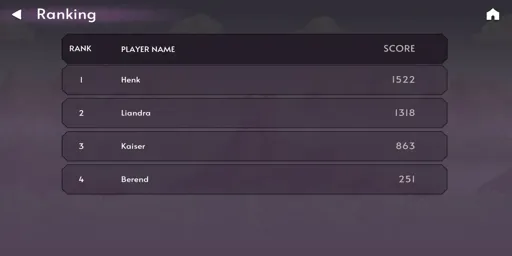 Ranking
RANK PLAYER NAME SCORE
1 Henk 1522
2 Liandra 1318
3 Kaiser 863
4 Berend 251